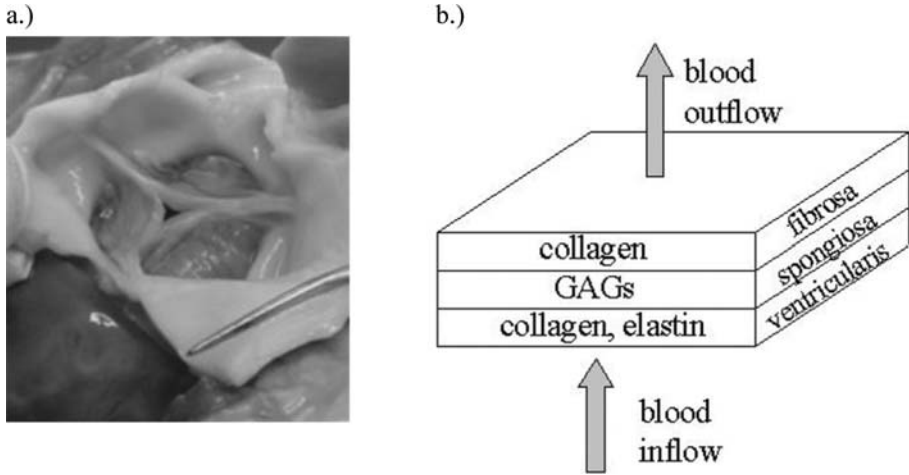 a.)
b.)
blood
outflow
collagen
fibrosa
GAGs
spongiosa
collagen, elastin
ventricularis
blood
inflow